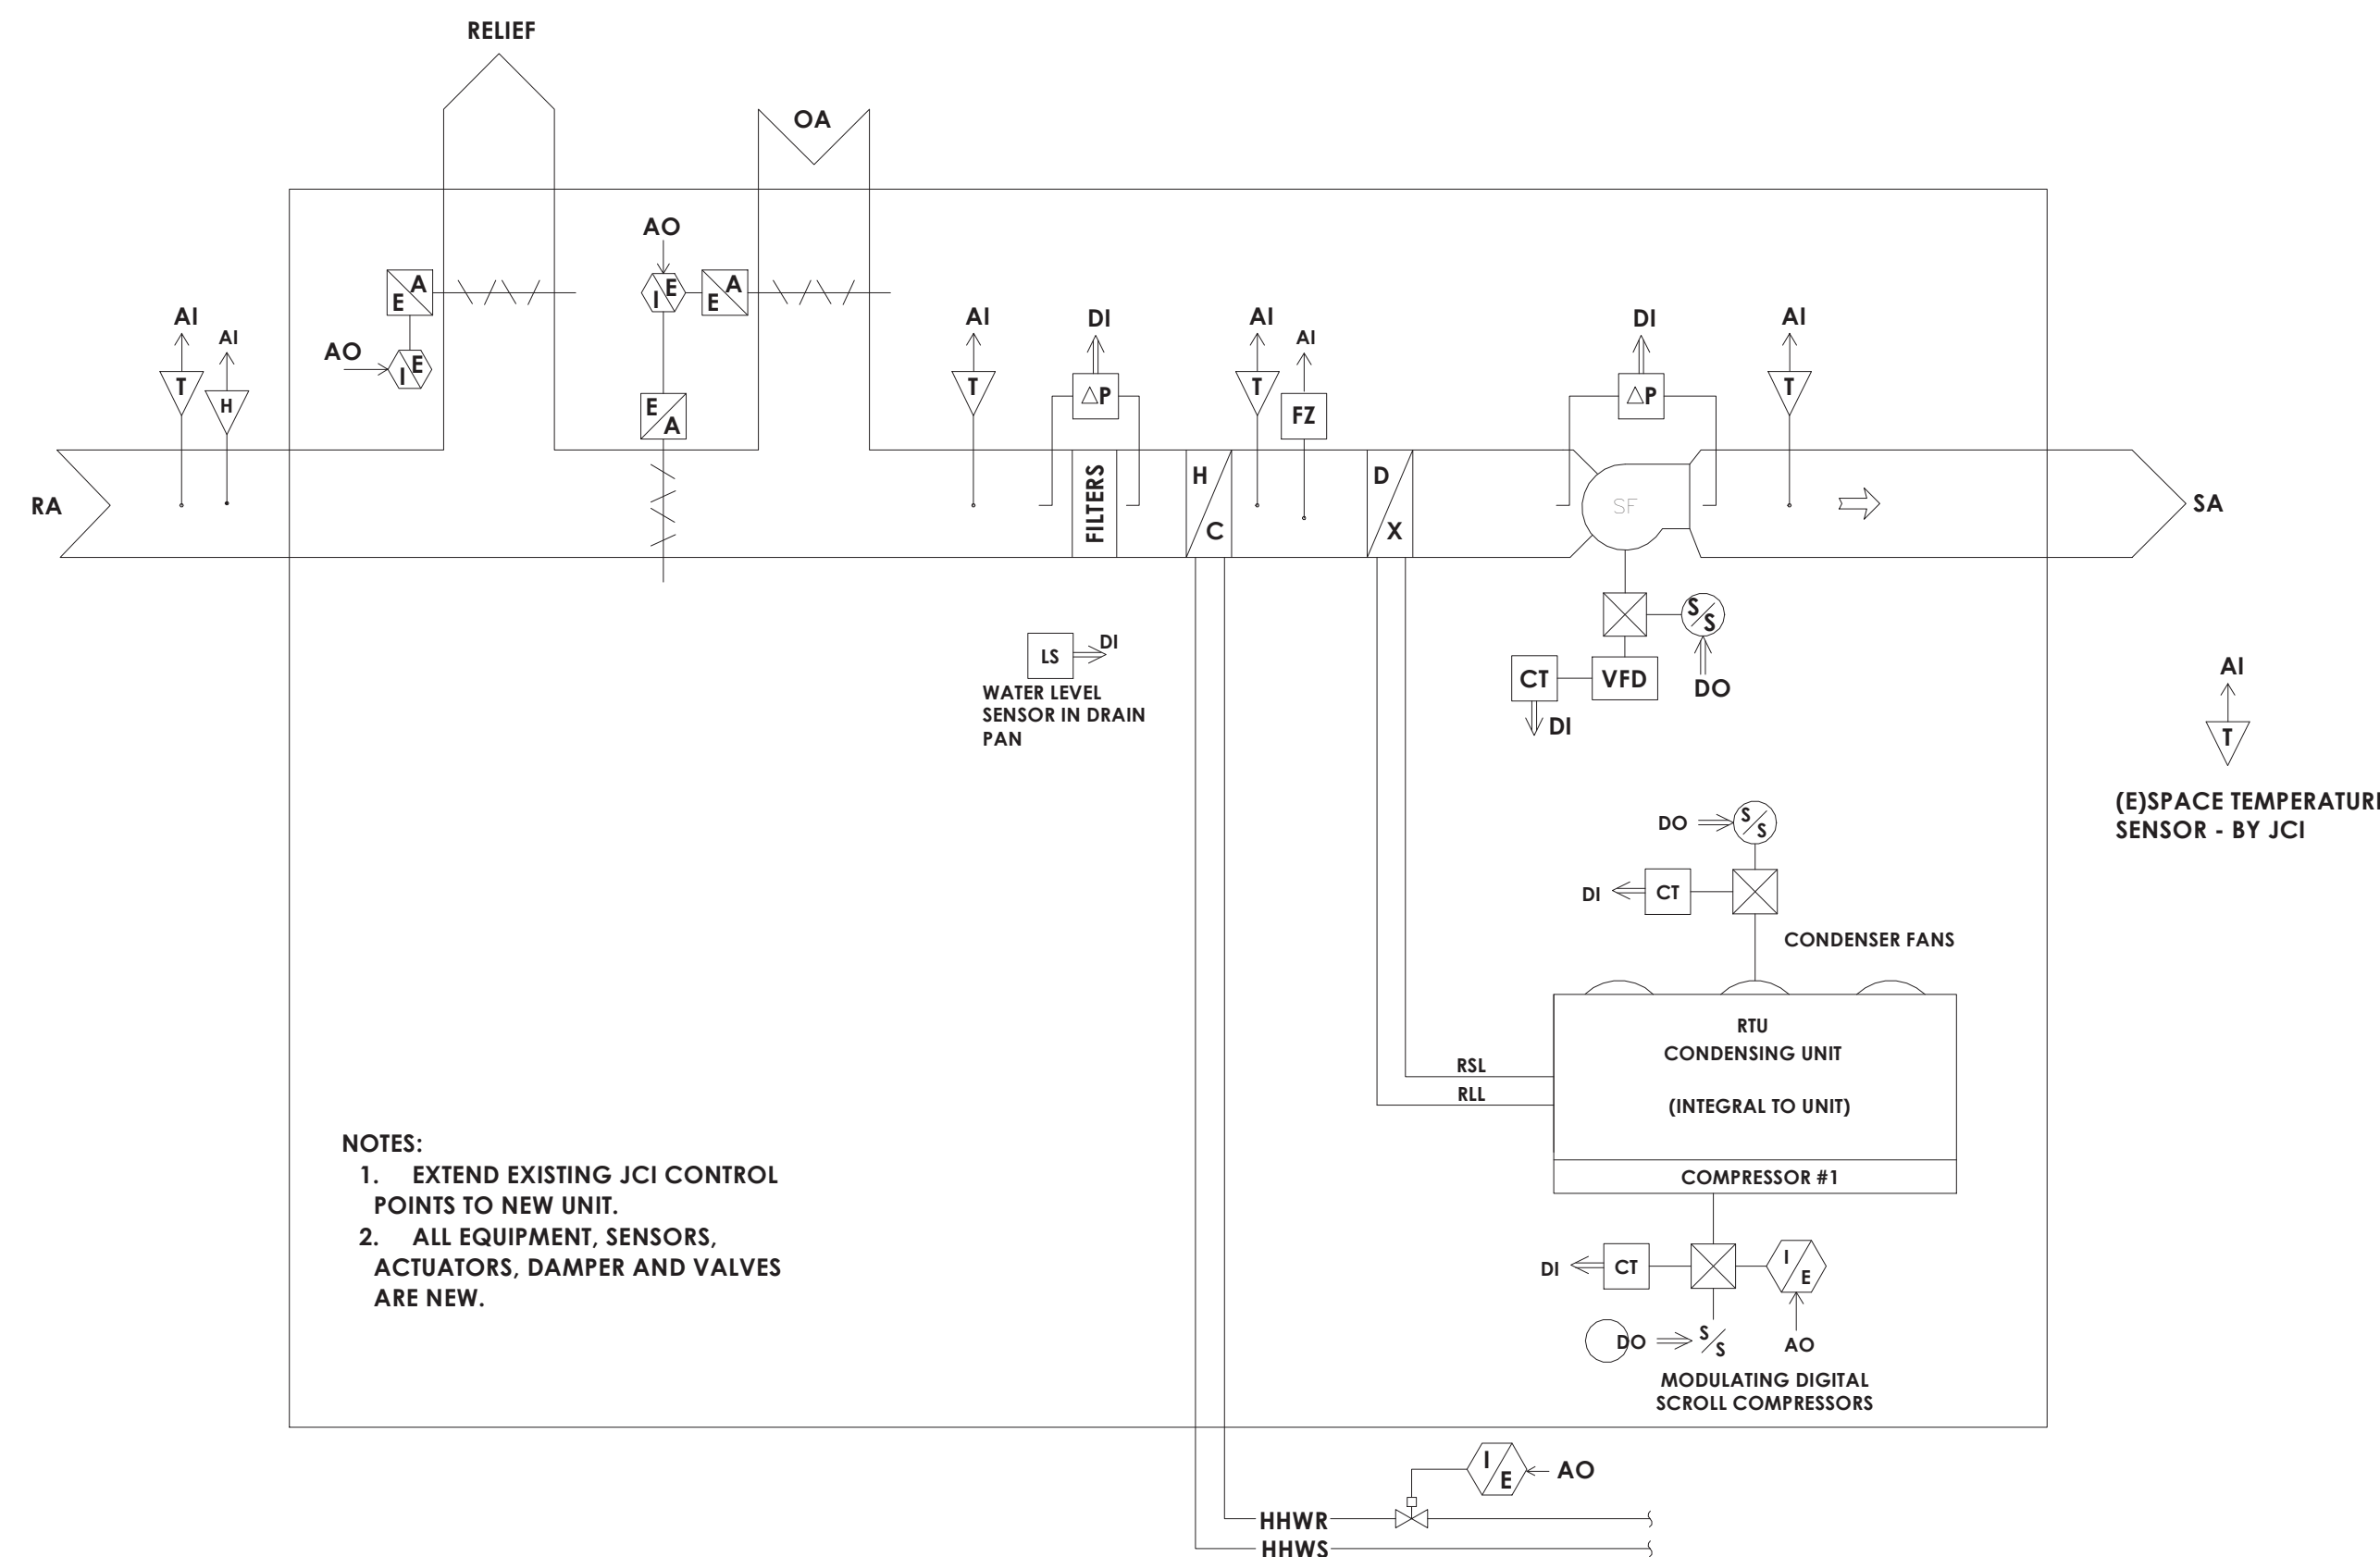 RELIEF
OA
AO
AI
AI
AO
E A
I E
I E
E A
AI
DI
AI
AI
DI
AI
T
H
T
△P
T
FZ
△P
T
E A
RA
FILTERS
H C
D X
SF
SA
S/S
LS
DI
WATER LEVEL
SENSOR IN DRAIN
PAN
CT
VFD
DO
DI
AI
T
(E)SPACE TEMPERATUR
SENSOR - BY JCI
DO
S/S
DI
CT
CONDENSER FANS
RTU
CONDENSING UNIT
(INTEGRAL TO UNIT)
RSL
RLL
COMPRESSOR #1
NOTES:
1. EXTEND EXISTING JCI CONTROL
POINTS TO NEW UNIT.
2. ALL EQUIPMENT, SENSORS,
ACTUATORS, DAMPER AND VALVES
ARE NEW.
DI
CT
I/E
DO
S/S
AO
MODULATING DIGITAL
SCROLL COMPRESSORS
I/E
AO
HHWR
HHWS